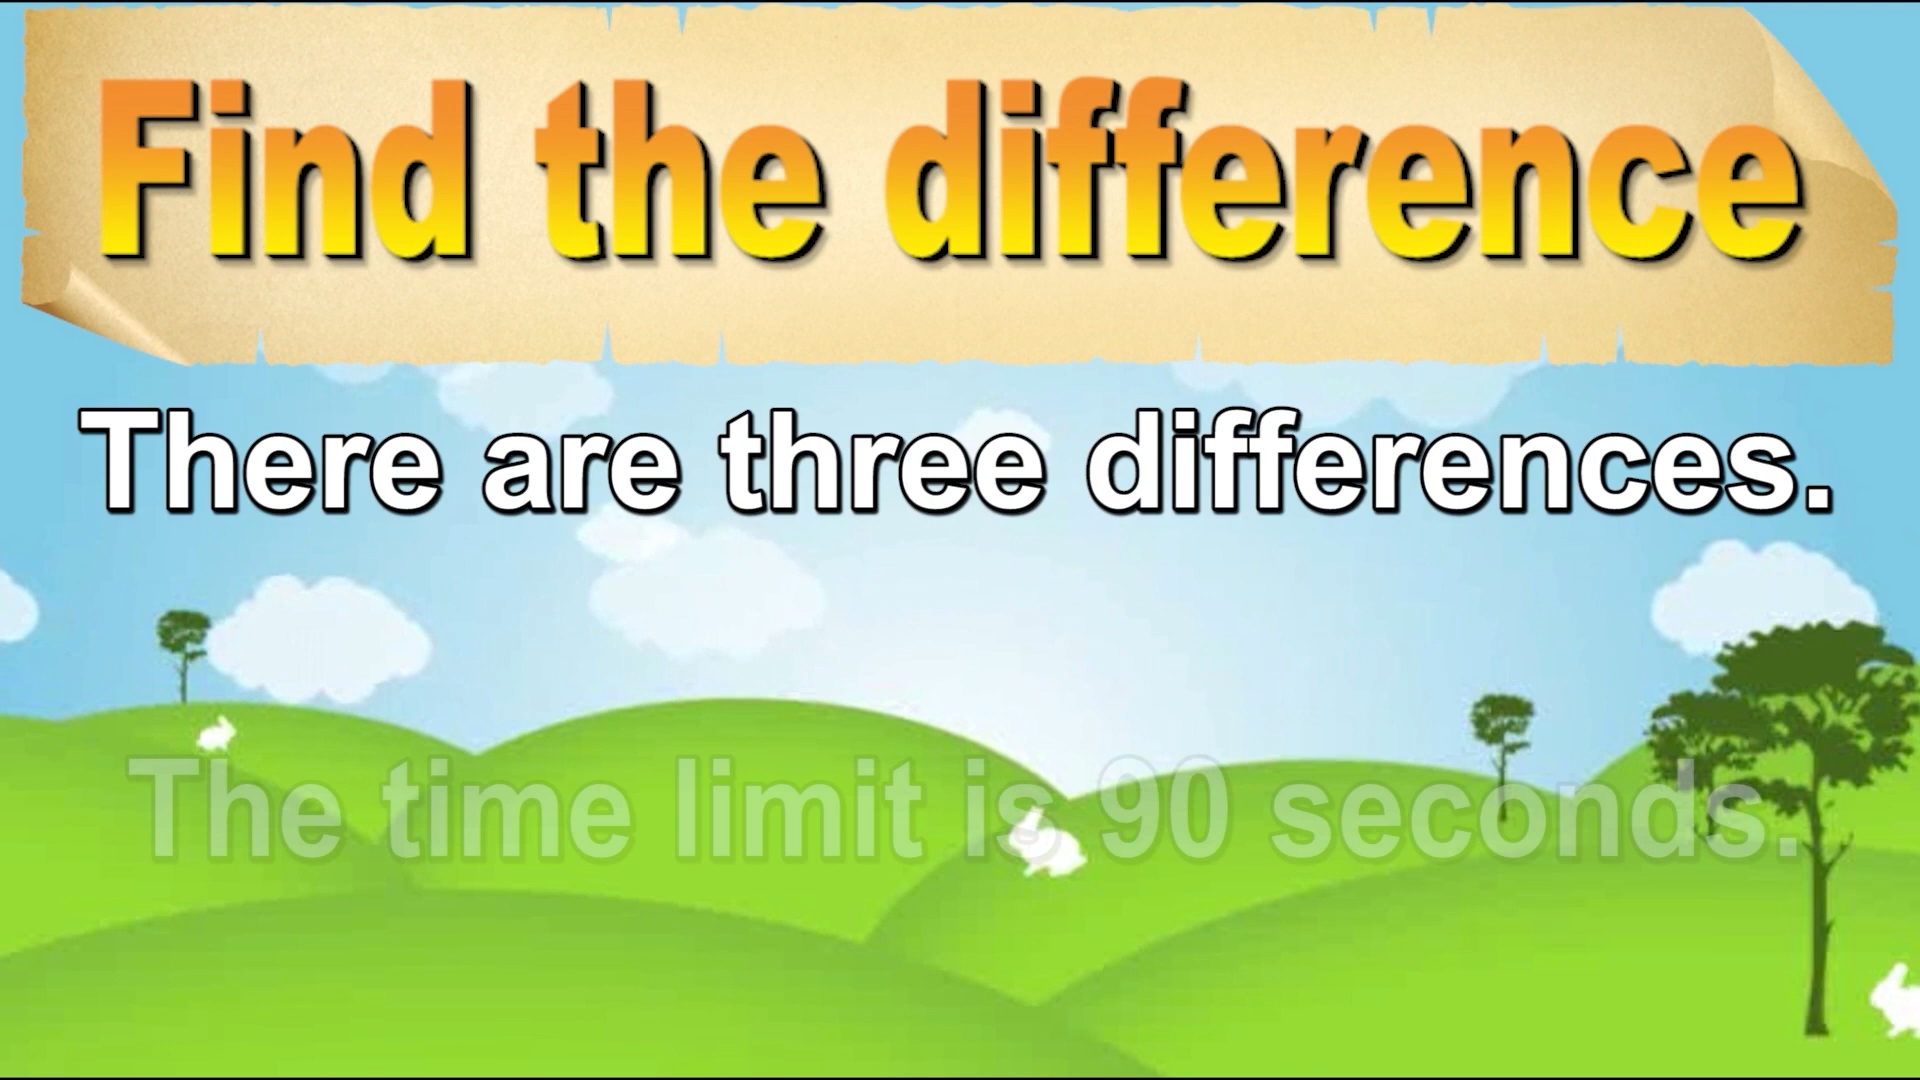 Find the difference
There are three differences.
The time limit is 90 seconds.